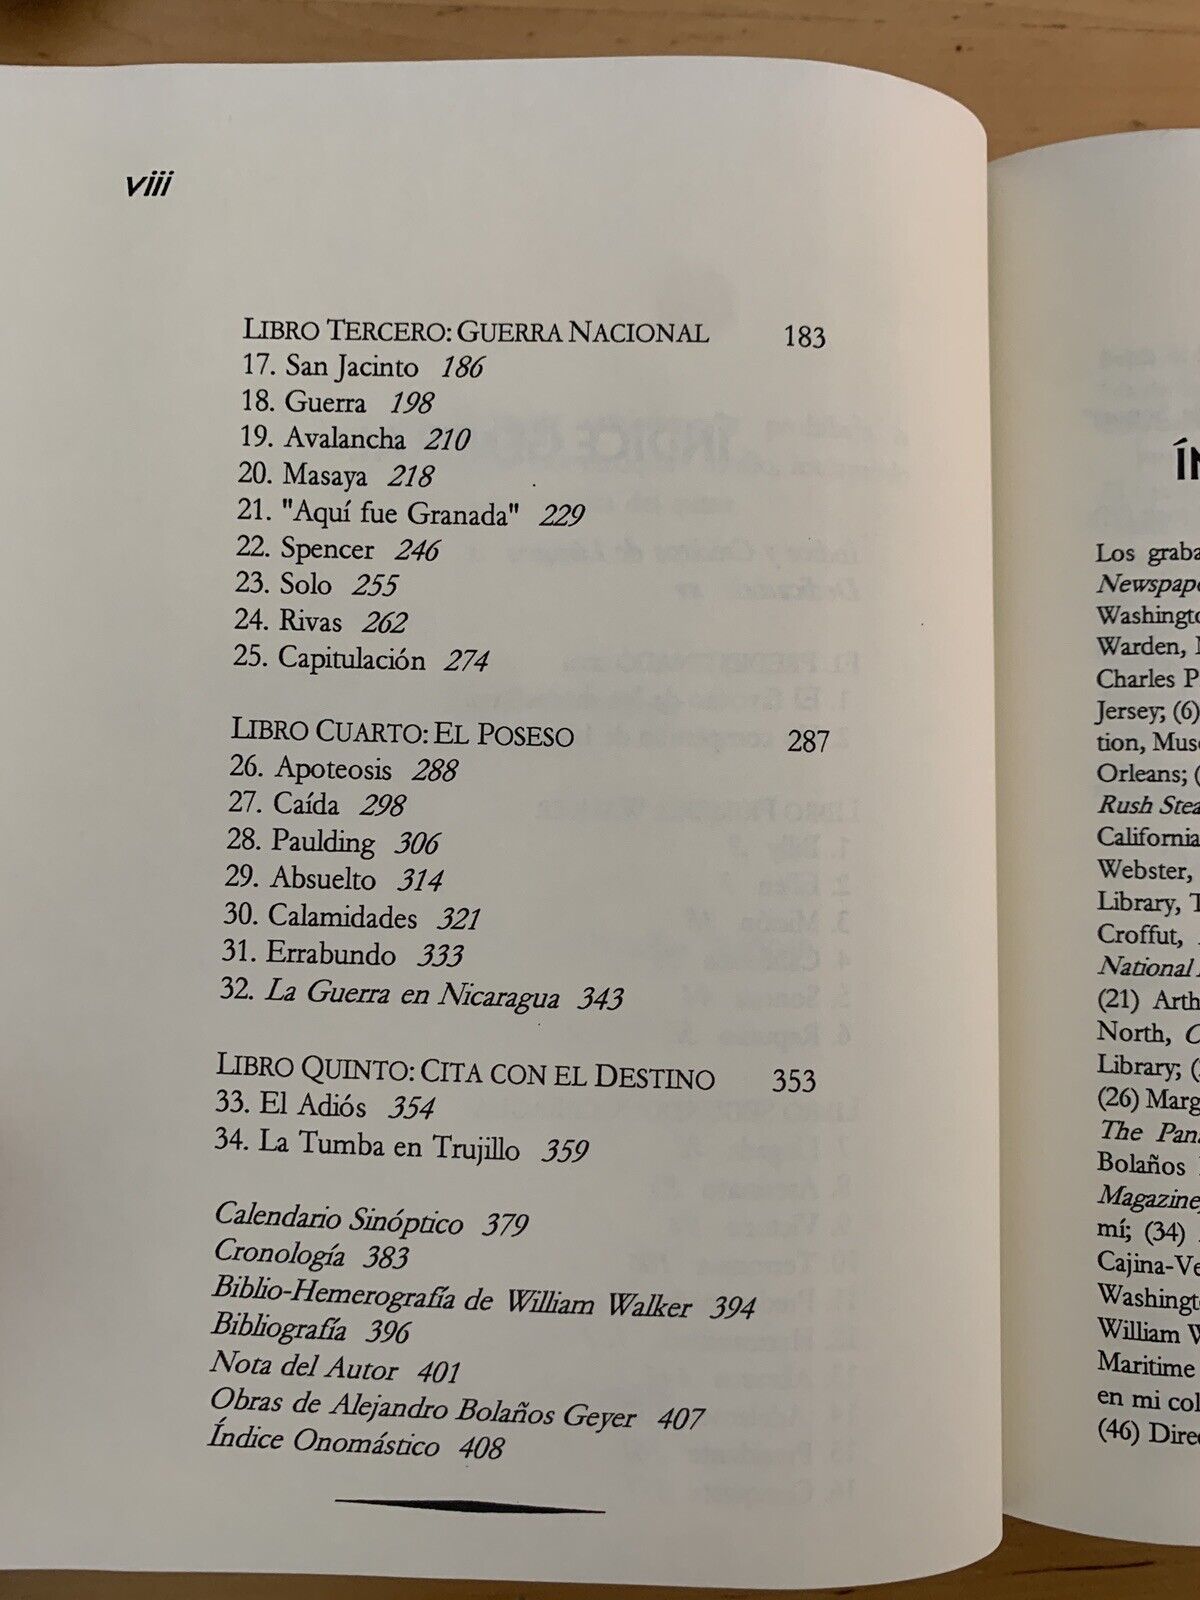 viii
LIBRO TERCERO: GUERRA NACIONAL 183
17. San Jacinto 186
18. Guerra 198
19. Avalancha 210
20. Masaya 218
21. "Aquí fue Granada" 229
22. Spencer 246
23. Solo 255
24. Rivas 262
25. Capitulación 274
LIBRO CUARTO: EL POSESO 287
26. Apoteosis 288
27. Caída 298
28. Paulding 306
29. Absuelto 314
30. Calamidades 321
31. Errabundo 333
32. La Guerra en Nicaragua 343
LIBRO QUINTO: CITA CON EL DESTINO 353
33. El Adiós 354
34. La Tumba en Trujillo 359
Calendario Sinóptico 379
Cronología 383
Biblio-Hemerografía de William Walker 394
Bibliografía 396
Nota del Autor 401
Obras de Alejandro Bolaños Geyer 407
Índice Onomástico 408
Los
Newspape
Washingto
Warden,
Charles P
Jersey; (6)
tion, Mus
Orleans; (
Rush Stea
California
Webster,
Library, T
Croffut,
National
(21) Arth
North,
Library; (
(26) Marg
The Pan
Bolaños
Magazine,
mí; (34)
Cajina-Ve
Washingt
William W
Maritime
en mi col
(46) Direc